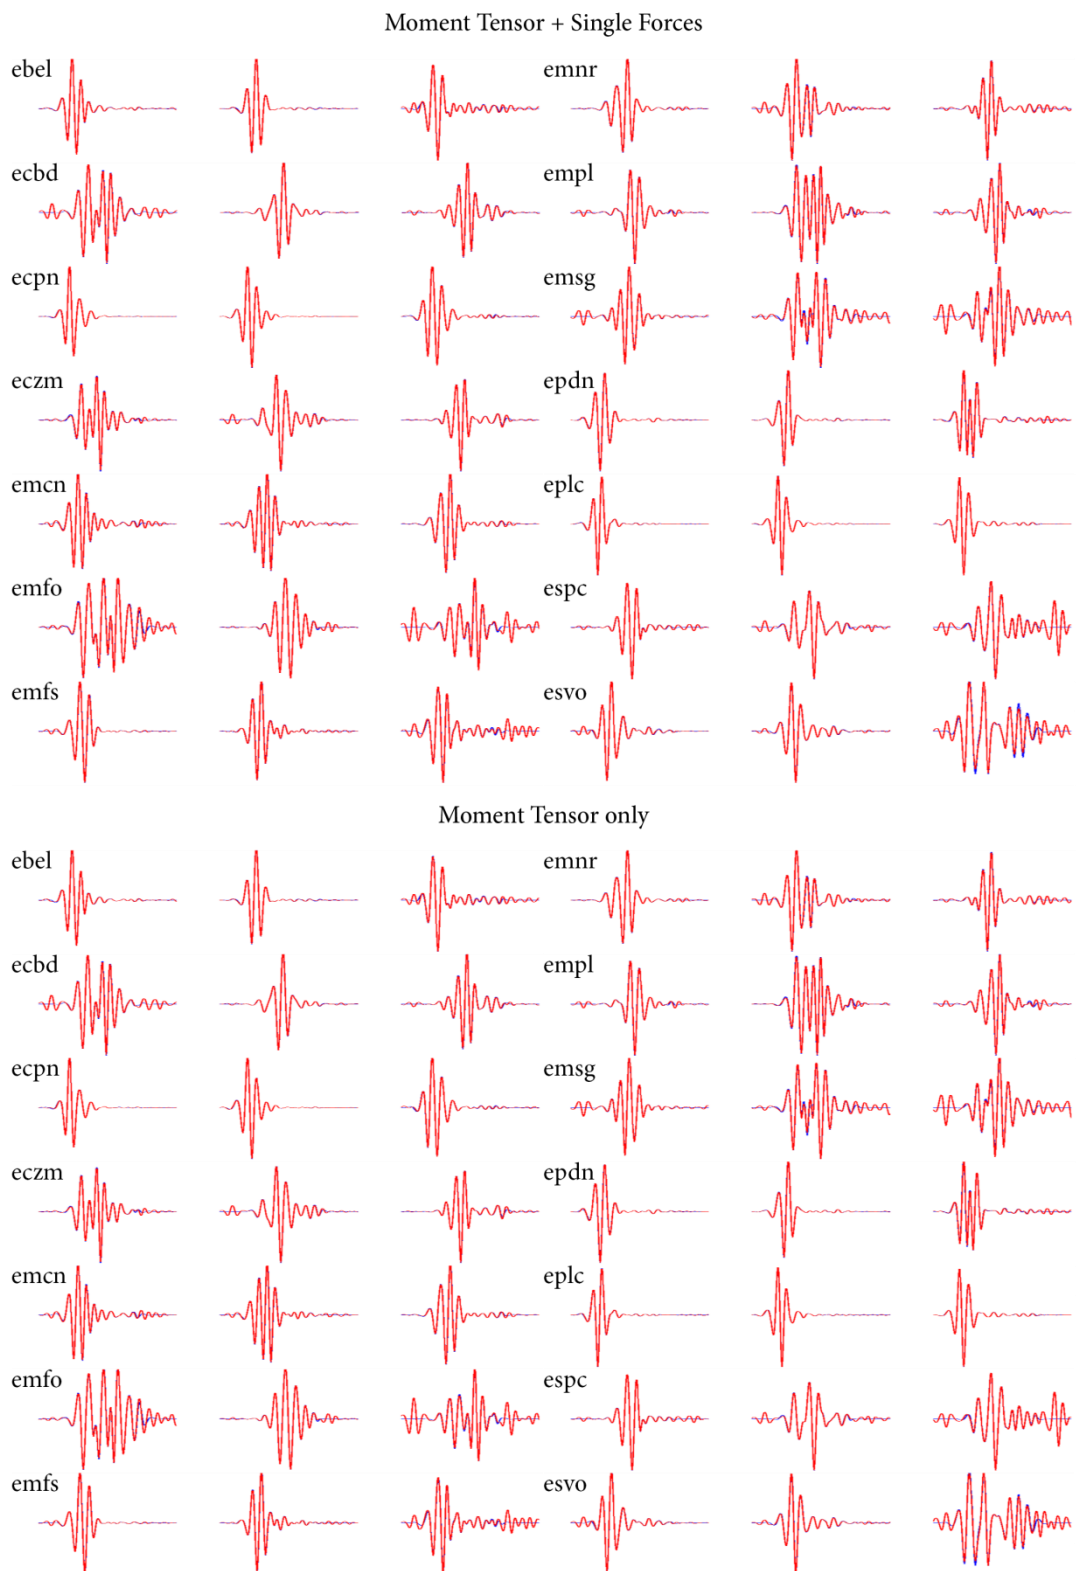 Moment Tensor + Single Forces
ebel emnr
ecbd empl
ecpn emsg
eczm epdn
emcn eplc
emfo espc
emfs esvo
Moment Tensor only
ebel emnr
ecbd empl
ecpn emsg
eczm epdn
emcn eplc
emfo espc
emfs esvo